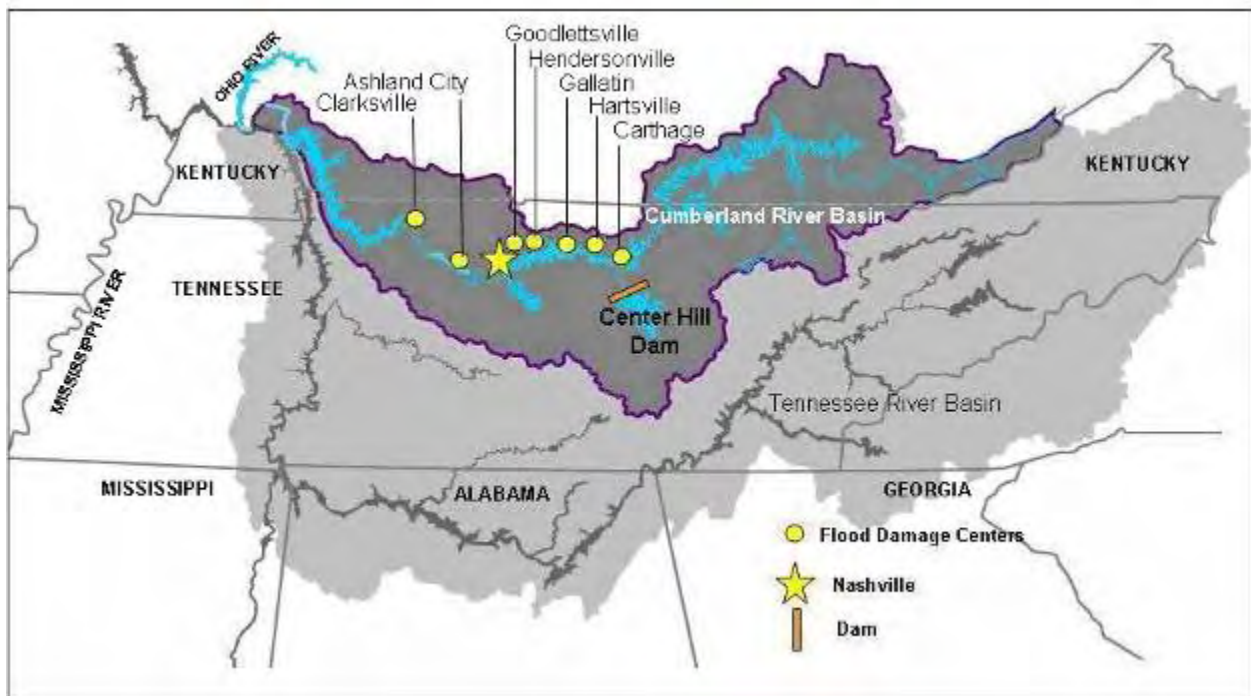 Goodlettsville
Hendersonville
Ashland City
Gallatin
Clarksville
Hartsville
Carthage
OHIO RIVER
KENTUCKY
KENTUCKY
Cumberland River Basin
TENNESSEE
MISSISSIPPI RIVER
Center Hill
Dam
Tennessee River Basin
MISSISSIPPI
ALABAMA
GEORGIA
Flood Damage Centers
Nashville
Dam